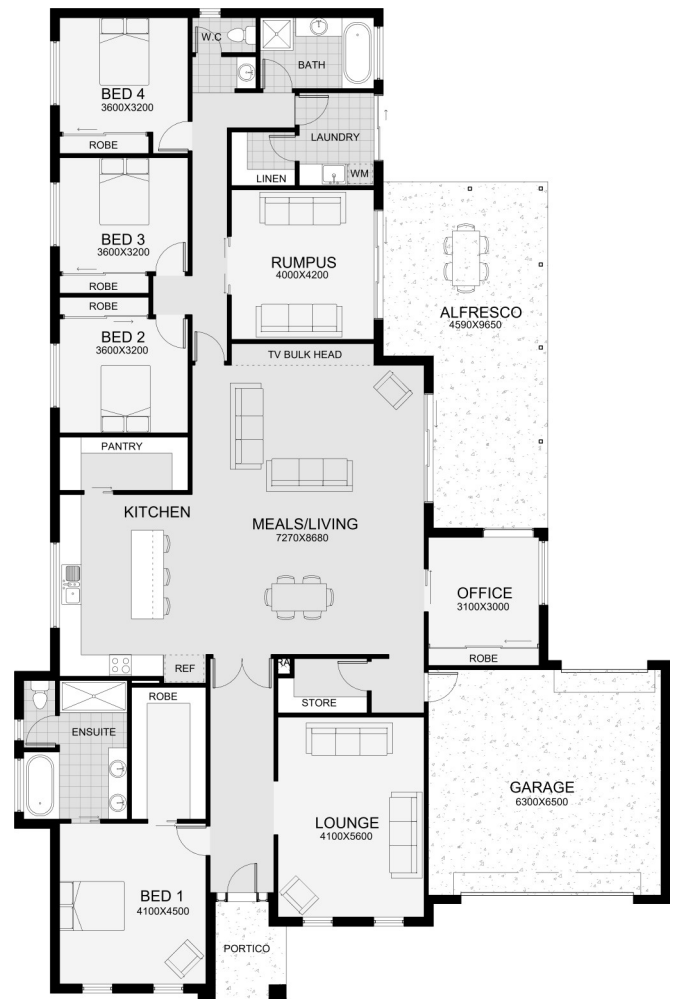 W.C
BATH
BED 4
3600X3200
ROBE
LAUNDRY
LINEN
WM
BED 3
3600X3200
ROBE
RUMPUS
4000X4200
ALFRESCO
4590X9650
ROBE
BED 2
3600X3200
TV BULK HEAD
PANTRY
KITCHEN
MEALS/LIVING
7270X8680
OFFICE
3100X3000
ROBE
REF
RA
STORE
ROBE
ENSUITE
GARAGE
6300X6500
LOUNGE
4100X5600
BED 1
4100X4500
PORTICO